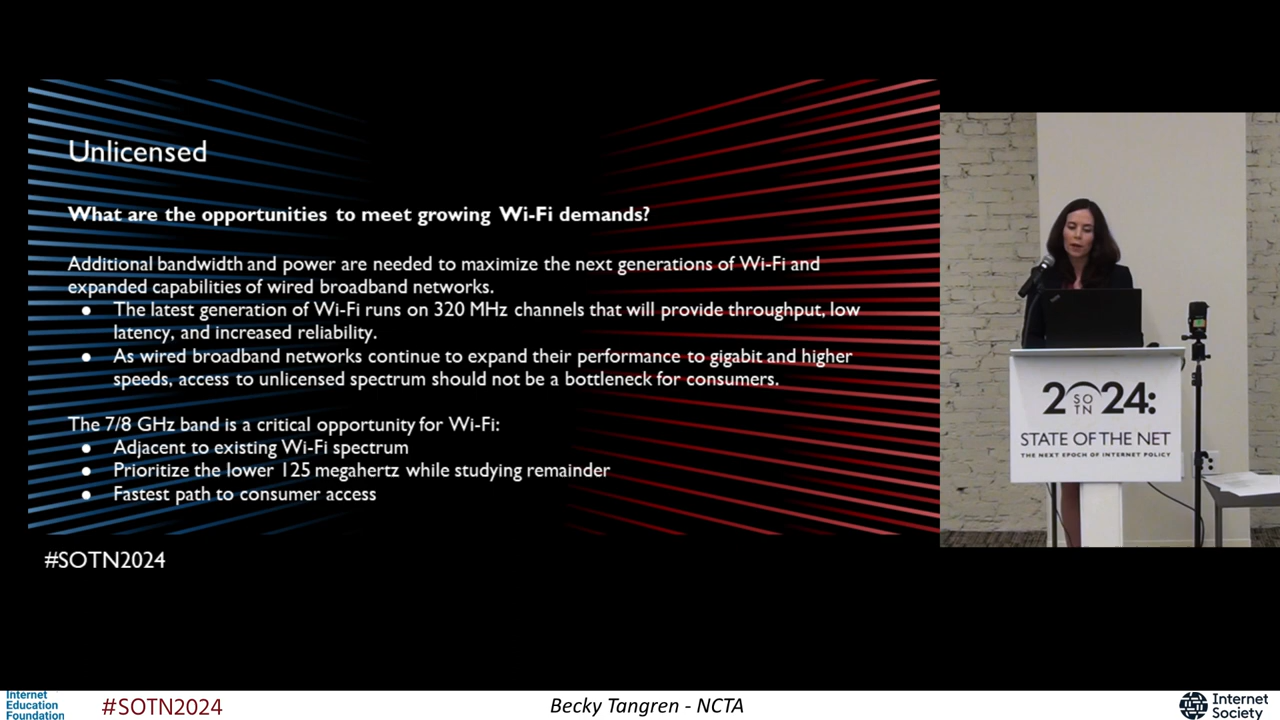 Unlicensed
What are the opportunities to meet growing Wi-Fi demands?
Additional bandwidth and power are needed to maximize the next generations of Wi-Fi and
expanded capabilities of wired broadband networks.
● The latest generation of Wi-Fi runs on 320 MHz channels that will provide throughput, low
latency, and increased reliability.
● As wired broadband networks continue to expand their performance to gigabit and higher
speeds, access to unlicensed spectrum should not be a bottleneck for consumers.
The 7/8 GHz band is a critical opportunity for Wi-Fi:
● Adjacent to existing Wi-Fi spectrum
● Prioritize the lower 125 megahertz while studying remainder
● Fastest path to consumer access
#SOTN2024
2024:
SO
TN
STATE OF THE NET
THE NEXT EPOCH OF INTERNET POLICY
Internet
Education
Foundation
#SOTN2024
Becky Tangren - NCTA
Internet
Society